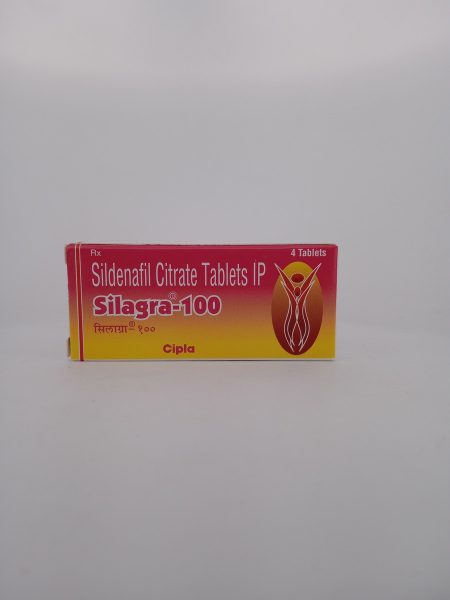 Rx
4 Tablets
Sildenafil Citrate Tablets IP
Silagra®-100
सिलाग्रा®-१००
Cipla